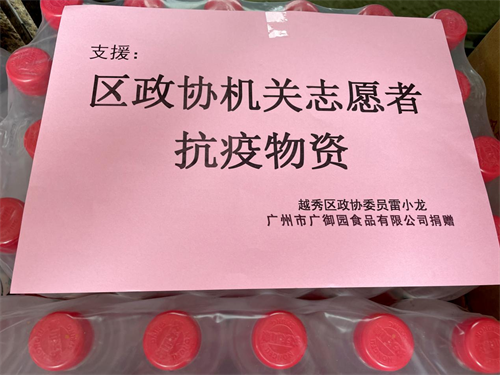 支援：
区政协机关志愿者
抗疫物资
越秀区政协委员雷小龙
广州市广御园食品有限公司捐赠